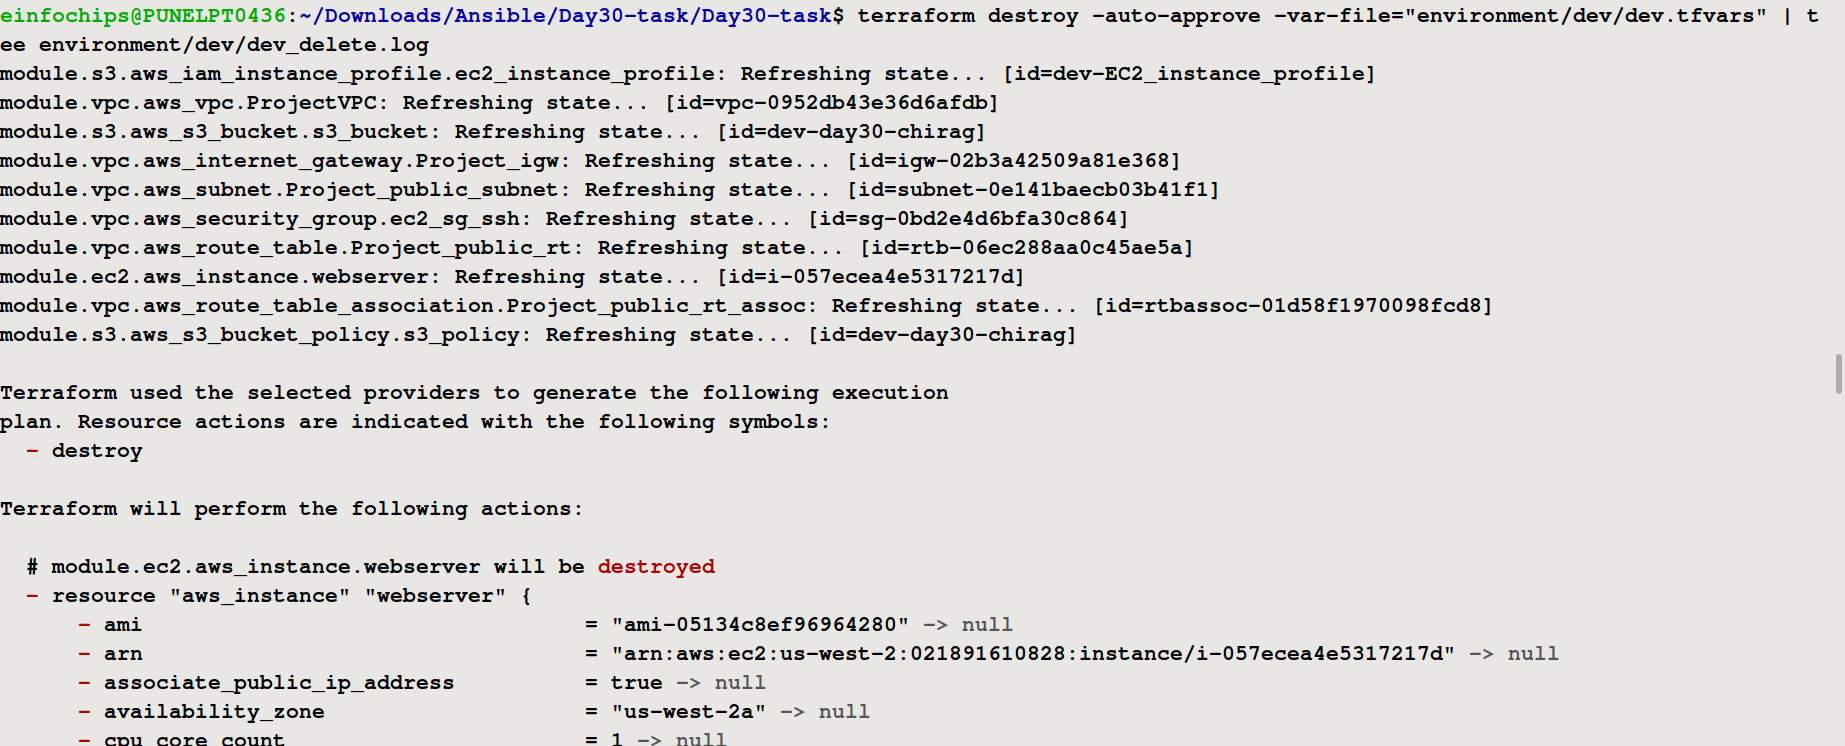 einfochips@PUNELPT0436:~/Downloads/Ansible/Day30-task/Day30-task$ terraform destroy -auto-approve -var-file="environment/dev/dev.tfvars" | t
ee environment/dev/dev_delete.log
module.s3.aws_iam_instance_profile.ec2_instance_profile: Refreshing state... [id=dev-EC2_instance_profile]
module.vpc.aws_vpc.ProjectVPC: Refreshing state... [id=vpc-0952db43e36d6afdb]
module.s3.aws_s3_bucket.s3_bucket: Refreshing state... [id=dev-day30-chirag]
module.vpc.aws_internet_gateway.Project_igw: Refreshing state... [id=igw-02b3a42509a81e368]
module.vpc.aws_subnet.Project_public_subnet: Refreshing state... [id=subnet-0e141baecb03b41f1]
module.vpc.aws_security_group.ec2_sg_ssh: Refreshing state... [id=sg-0bd2e4d6bfa30c864]
module.vpc.aws_route_table.Project_public_rt: Refreshing state... [id=rtb-06ec288aa0c45ae5a]
module.ec2.aws_instance.webserver: Refreshing state... [id=i-057ecea4e5317217d]
module.vpc.aws_route_table_association.Project_public_rt_assoc: Refreshing state... [id=rtbassoc-01d58f1970098fcd8]
module.s3.aws_s3_bucket_policy.s3_policy: Refreshing state... [id=dev-day30-chirag]

Terraform used the selected providers to generate the following execution
plan. Resource actions are indicated with the following symbols:
  - destroy

Terraform will perform the following actions:

  # module.ec2.aws_instance.webserver will be destroyed
  - resource "aws_instance" "webserver" {
      - ami                                  = "ami-05134c8ef96964280" -> null
      - arn                                  = "arn:aws:ec2:us-west-2:021891610828:instance/i-057ecea4e5317217d" -> null
      - associate_public_ip_address          = true -> null
      - availability_zone                    = "us-west-2a" -> null
      - cpu_core_count                       = 1 -> null